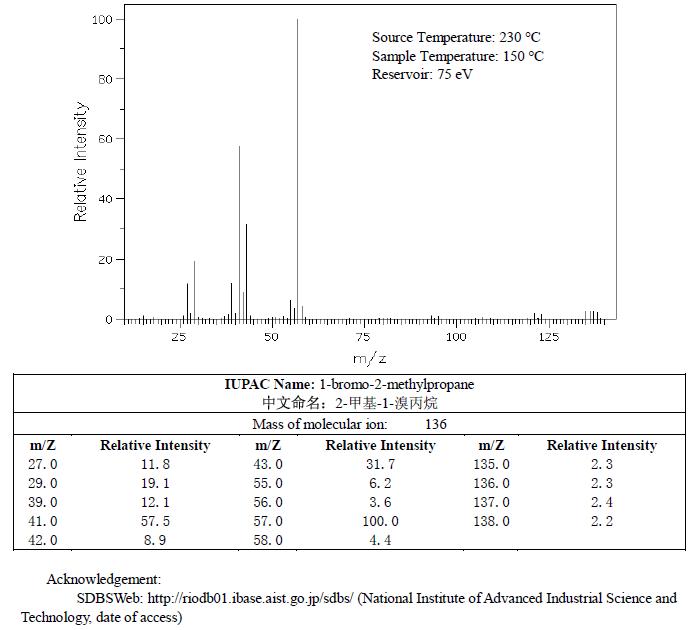 Source Temperature: 230 °C
Sample Temperature: 150 °C
Reservoir: 75 eV
Relative Intensity
100
80
60
40
20
0
25 50 75 100 125
m/z
IUPAC Name: 1-bromo-2-methylpropane
中文命名：2-甲基-1-溴丙烷
Mass of molecular ion: 136
m/Z Relative Intensity m/Z Relative Intensity m/Z Relative Intensity
27.0 11.8 43.0 31.7 135.0 2.3
29.0 19.1 55.0 6.2 136.0 2.3
39.0 12.1 56.0 3.6 137.0 2.4
41.0 57.5 57.0 100.0 138.0 2.2
42.0 8.9 58.0 4.4
Acknowledgement:
SDBSWeb: http://riodb01.ibase.aist.go.jp/sdbs/ (National Institute of Advanced Industrial Science and
Technology, date of access)